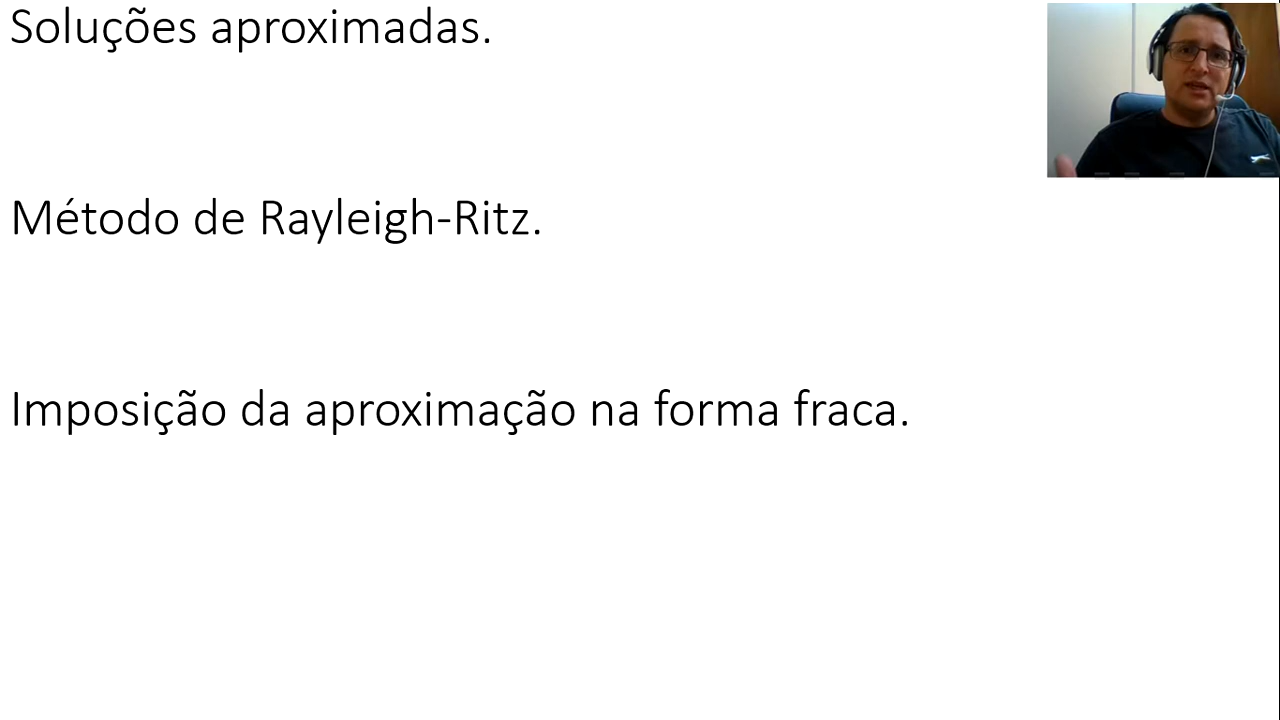 Soluções aproximadas.
Método de Rayleigh-Ritz.
Imposição da aproximação na forma fraca.